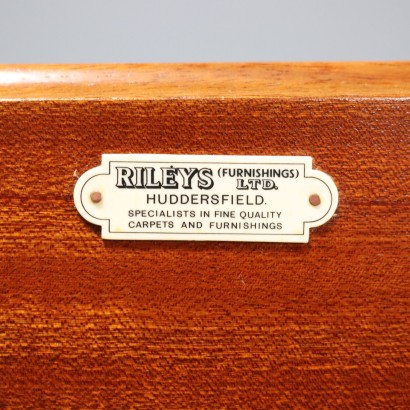 RILEYS (FURNISHINGS) LTD.
HUDDERSFIELD.
SPECIALISTS IN FINE QUALITY
CARPETS AND FURNISHINGS